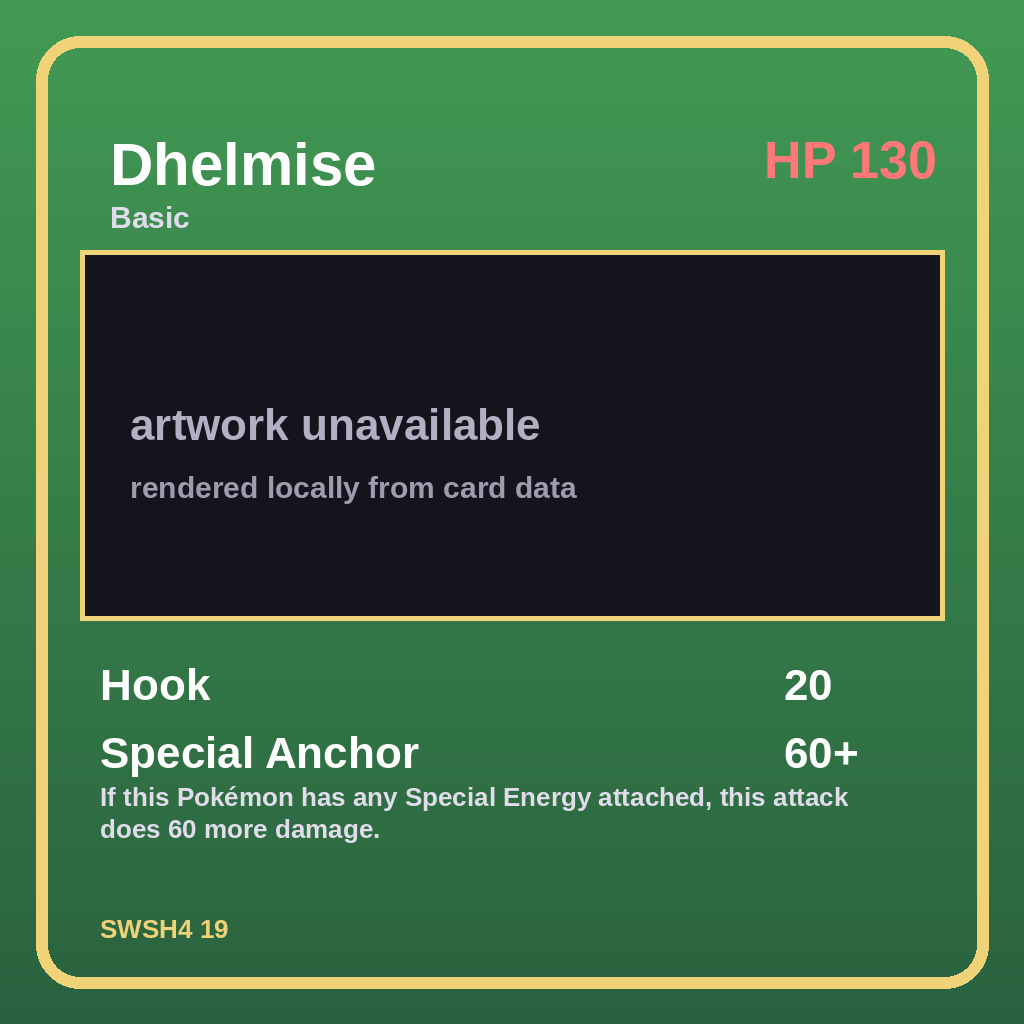 Dhelmise
HP 130
Basic
artwork unavailable
rendered locally from card data
Hook 20
Special Anchor 60+
If this Pokémon has any Special Energy attached, this attack
does 60 more damage.
SWSH4 19